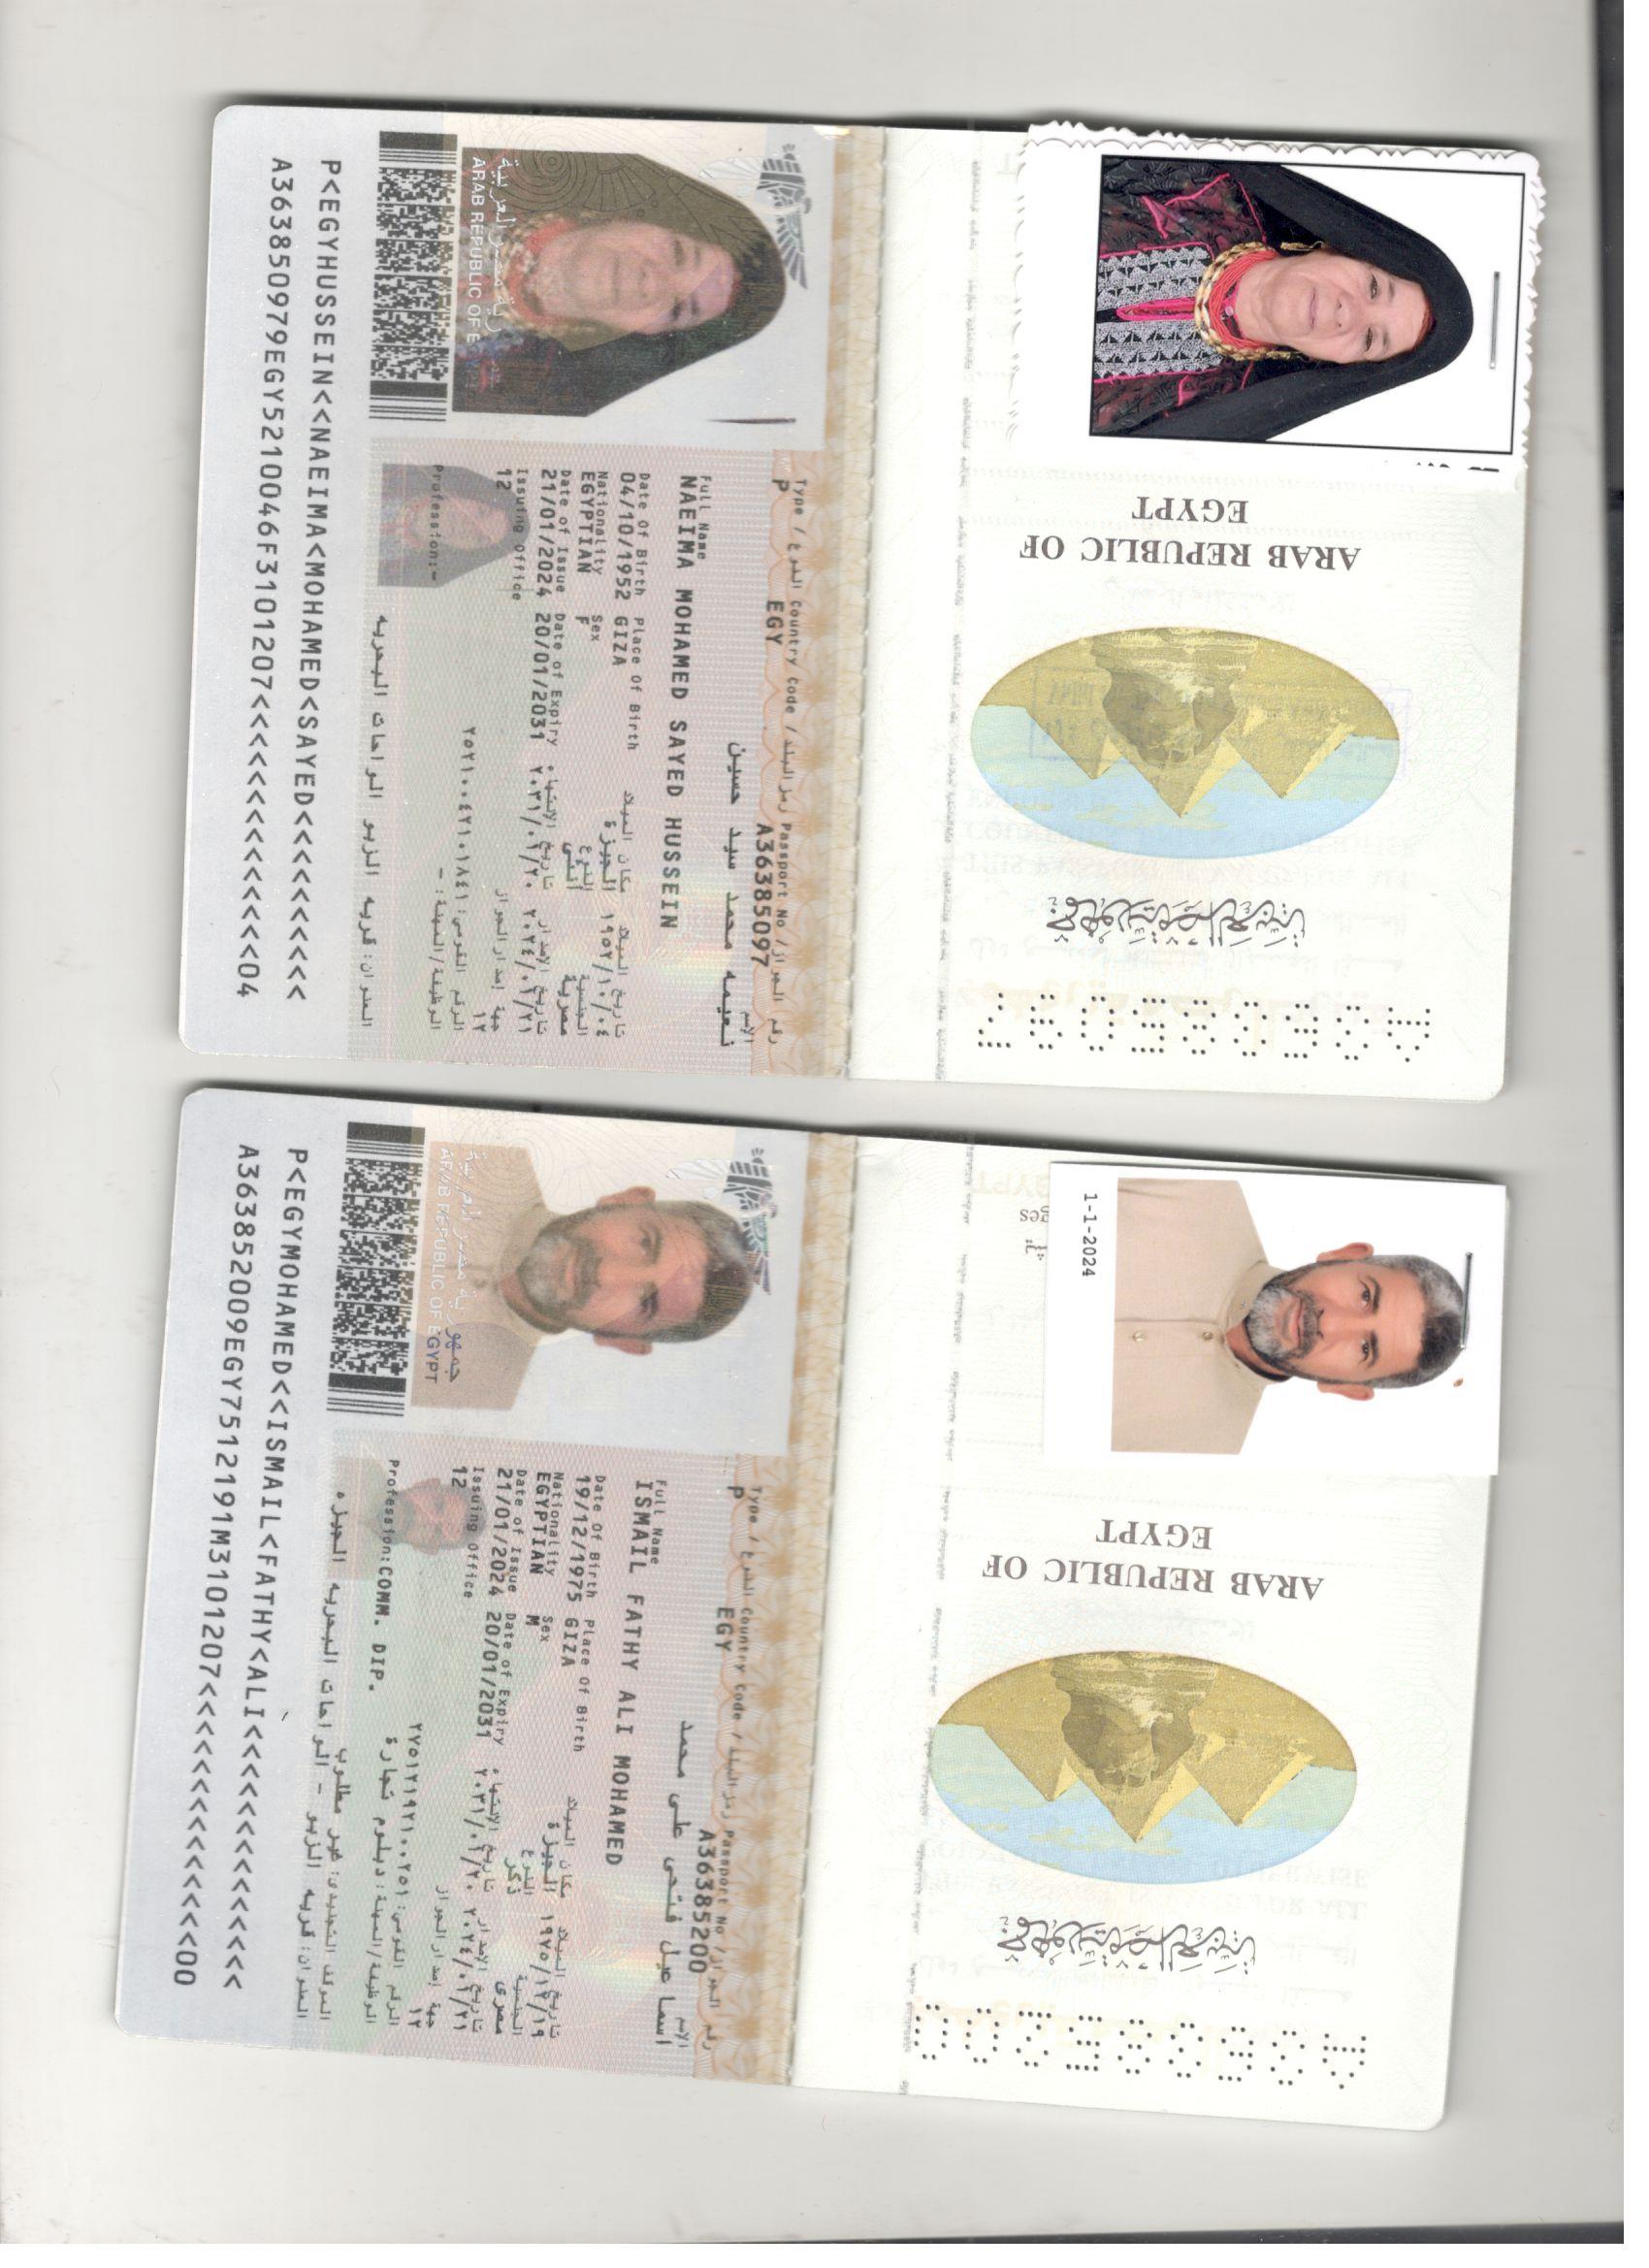 A36385097
جمهورية مصر العربية
ARAB REPUBLIC OF
EGYPT
Type / النوع Country Code / رمز البلد Passport No / رقم الجواز
P EGY A36385097
الإسم
نعيمه محمد سيد حسين
Full Name
NAEIMA MOHAMED SAYED HUSSEIN
Date Of Birth Place Of Birth مكان الميلاد تاريخ الميلاد
04/10/1952 GIZA الجيزة ١٩٥٢/١٠/٠٤
Nationality Sex النوع الجنسية
EGYPTIAN F أنثى مصرية
Date of Issue Date of Expiry تاريخ الإنتهاء تاريخ الإصدار
21/01/2024 20/01/2031 ٢٠٣١/٠١/٢٠ ٢٠٢٤/٠١/٢١
Issuing Office جهة إصدار الجواز
12 ١٢
الرقم القومى: ٢٥٢١٠٠٤٢١٠١٨٤١
Profession:- الوظيفة/المهنة: -
العنوان: قريه الزبو الواحات البحريه
ARAB REPUBLIC OF EGYPT
P<EGYHUSSEIN<<NAEIMA<MOHAMED<SAYED<<<<<<<<<<
A363850979EGY5210046F3101207<<<<<<<<<<<<<<04
1-1-2024
ges
A36385200
جمهورية مصر العربية
ARAB REPUBLIC OF
EGYPT
Type / النوع Country Code / رمز البلد Passport No / رقم الجواز
P EGY A36385200
الإسم
اسماعيل فتحى على محمد
Full Name
ISMAIL FATHY ALI MOHAMED
Date Of Birth Place Of Birth مكان الميلاد تاريخ الميلاد
19/12/1975 GIZA الجيزة ١٩٧٥/١٢/١٩
Nationality Sex النوع الجنسية
EGYPTIAN M ذكر مصرى
Date of Issue Date of Expiry تاريخ الإنتهاء تاريخ الإصدار
21/01/2024 20/01/2031 ٢٠٣١/٠١/٢٠ ٢٠٢٤/٠١/٢١
Issuing Office جهة إصدار الجواز
12 ١٢
الرقم القومى: ٢٧٥١٢١٩٢١٠٠٢٥١
Profession:COMM. DIP. الوظيفة/المهنة: دبلوم تجارة
الموقف التجنيدى: غير مطلوب
العنوان: قريه الزبو - الواحات البحريه الجيزه
جمهورية مصر العربية
ARAB REPUBLIC OF EGYPT
P<EGYMOHAMED<<ISMAIL<FATHY<ALI<<<<<<<<<<<<<<
A363852009EGY7512191M3101207<<<<<<<<<<<<<<00